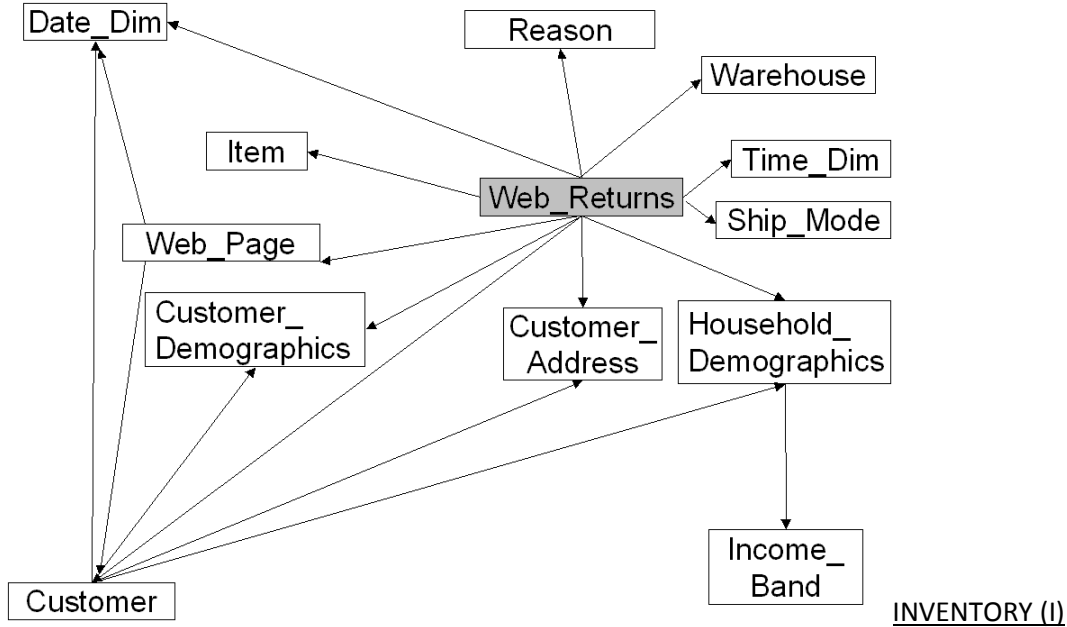 Date_Dim
Reason
Warehouse
Item
Time_Dim
Web_Returns
Ship_Mode
Web_Page
Customer_
Demographics
Customer_
Address
Household_
Demographics
Income_
Band
Customer
INVENTORY (I)